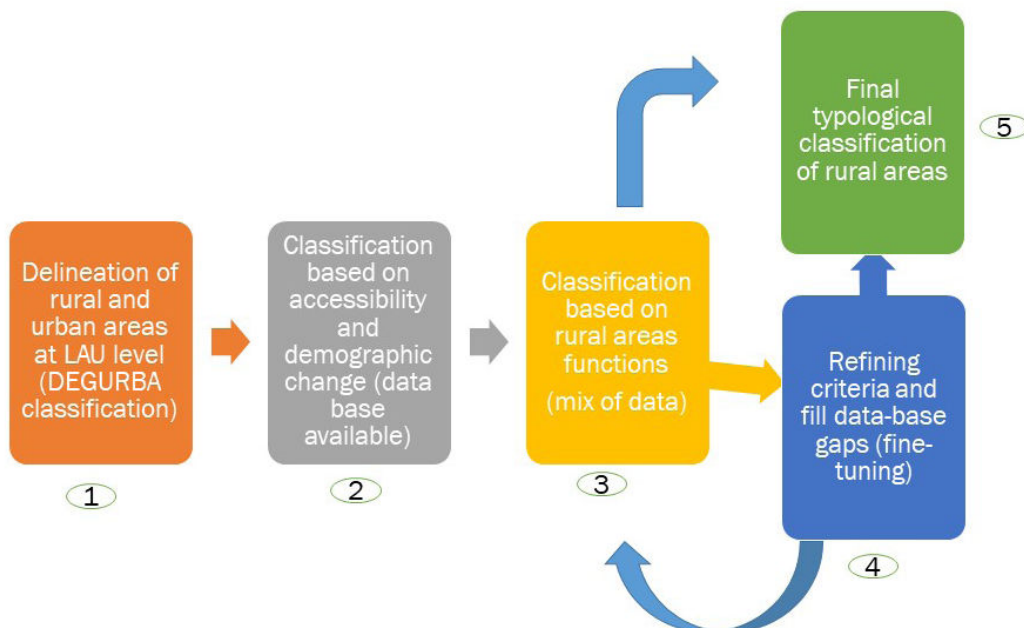 Delineation of
rural and
urban areas
at LAU level
(DEGURBA
classification)
1
Classification
based on
accessibility
and
demographic
change (data
base
available)
2
Classification
based on
rural areas
functions
(mix of data)
3
Refining
criteria and
fill data-base
gaps (fine-
tuning)
4
Final
typological
classification
of rural areas
5